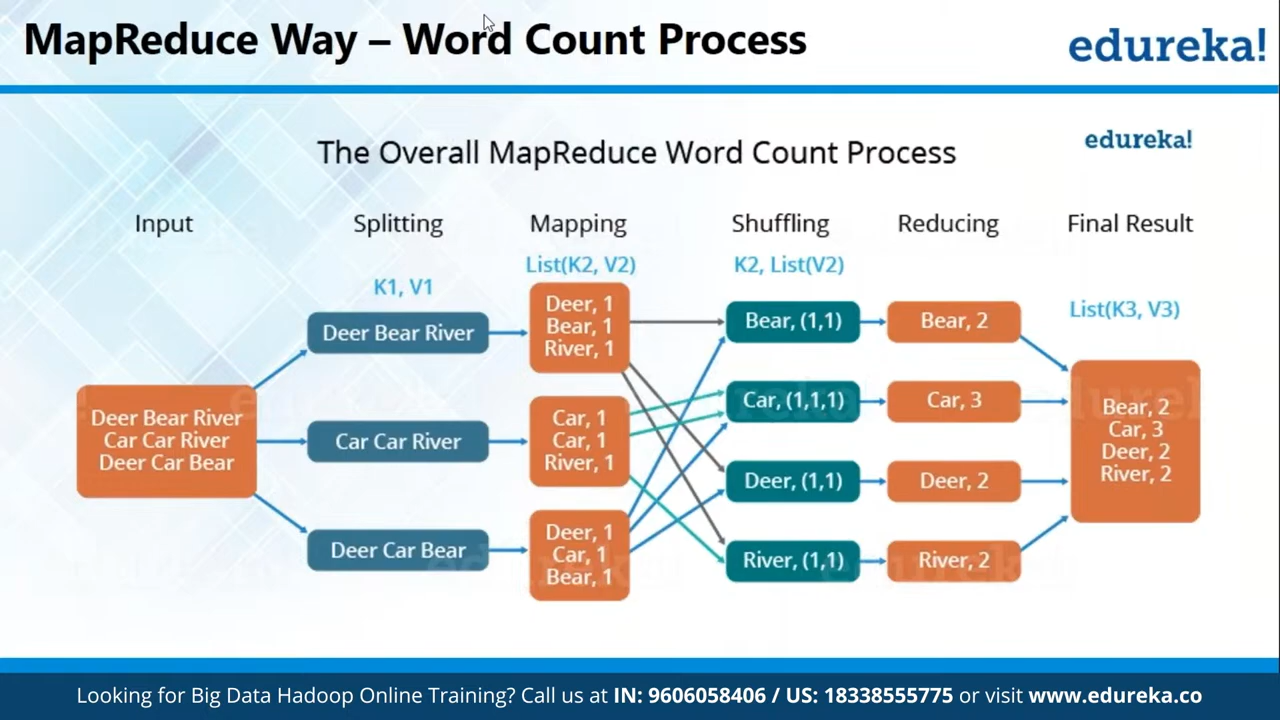 MapReduce Way – Word Count Process
edureka!
The Overall MapReduce Word Count Process
edureka!
Input
Splitting
Mapping
Shuffling
Reducing
Final Result
K1, V1
List(K2, V2)
K2, List(V2)
List(K3, V3)
Deer Bear River
Car Car River
Deer Car Bear
Deer Bear River
Car Car River
Deer Car Bear
Deer, 1
Bear, 1
River, 1
Car, 1
Car, 1
River, 1
Deer, 1
Car, 1
Bear, 1
Bear, (1,1)
Car, (1,1,1)
Deer, (1,1)
River, (1,1)
Bear, 2
Car, 3
Deer, 2
River, 2
Bear, 2
Car, 3
Deer, 2
River, 2
Looking for Big Data Hadoop Online Training? Call us at IN: 9606058406 / US: 18338555775 or visit www.edureka.co